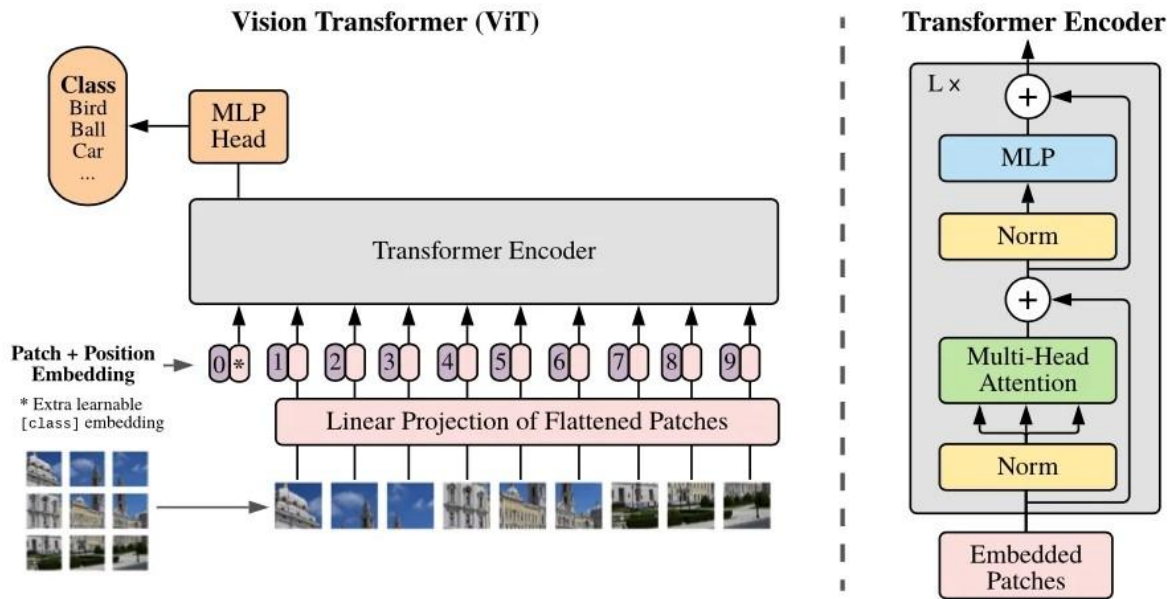 Vision Transformer (ViT)
Class
Bird
Ball
Car
...
MLP
Head
Transformer Encoder
Patch + Position
Embedding
0 * 1 2 3 4 5 6 7 8 9
* Extra learnable
[class] embedding
Linear Projection of Flattened Patches
Transformer Encoder
L ×
+
MLP
Norm
+
Multi-Head
Attention
Norm
Embedded
Patches